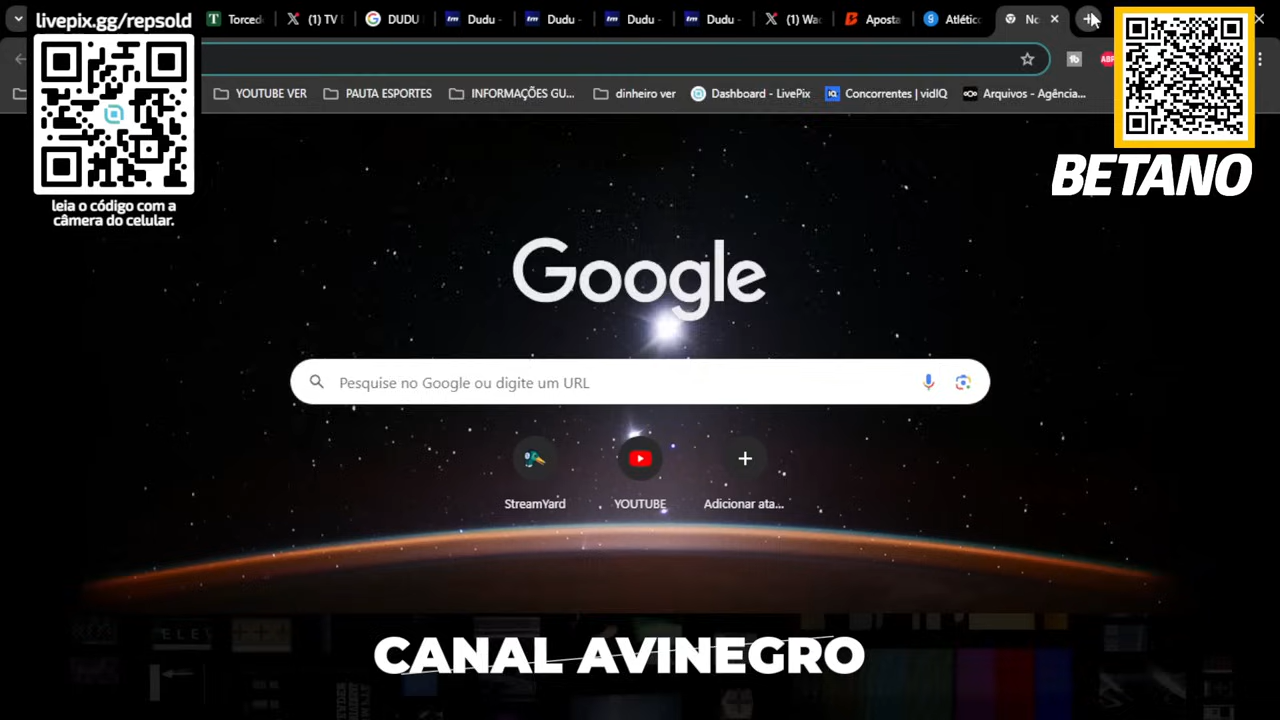 livepix.gg/repsold
Torced
(1) TV
DUDU
Dudu -
Dudu -
Dudu -
Dudu -
(1) Wa
Aposta
Atlétic
No
YOUTUBE VER
PAUTA ESPORTES
INFORMAÇÕES GU...
dinheiro ver
Dashboard - LivePix
Concorrentes | vidIQ
Arquivos - Agência...
leia o código com a
câmera do celular.
BETANO
Google
Pesquise no Google ou digite um URL
StreamYard
YOUTUBE
Adicionar ata...
CANAL AVINEGRO